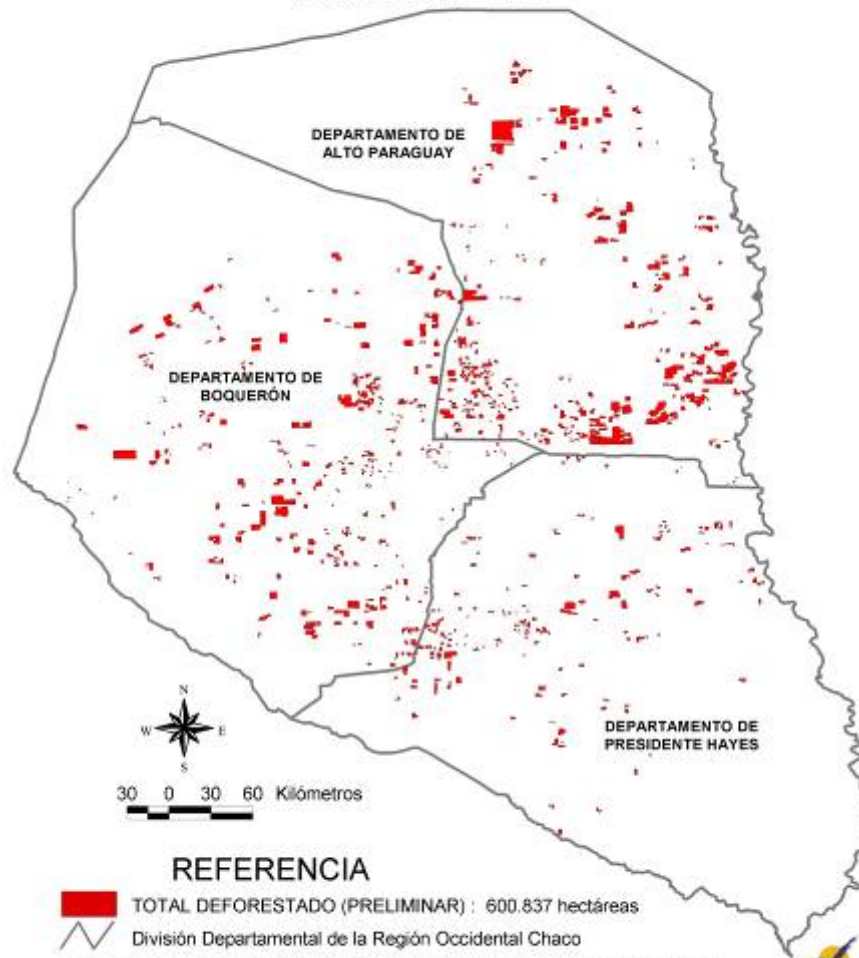 DEPARTAMENTO DE
ALTO PARAGUAY
DEPARTAMENTO DE
BOQUERÓN
DEPARTAMENTO DE
PRESIDENTE HAYES
N
W E
S
30 0 30 60 Kilómetros
REFERENCIA
TOTAL DEFORESTADO (PRELIMINAR) : 600.837 hectáreas
División Departamental de la Región Occidental Chaco